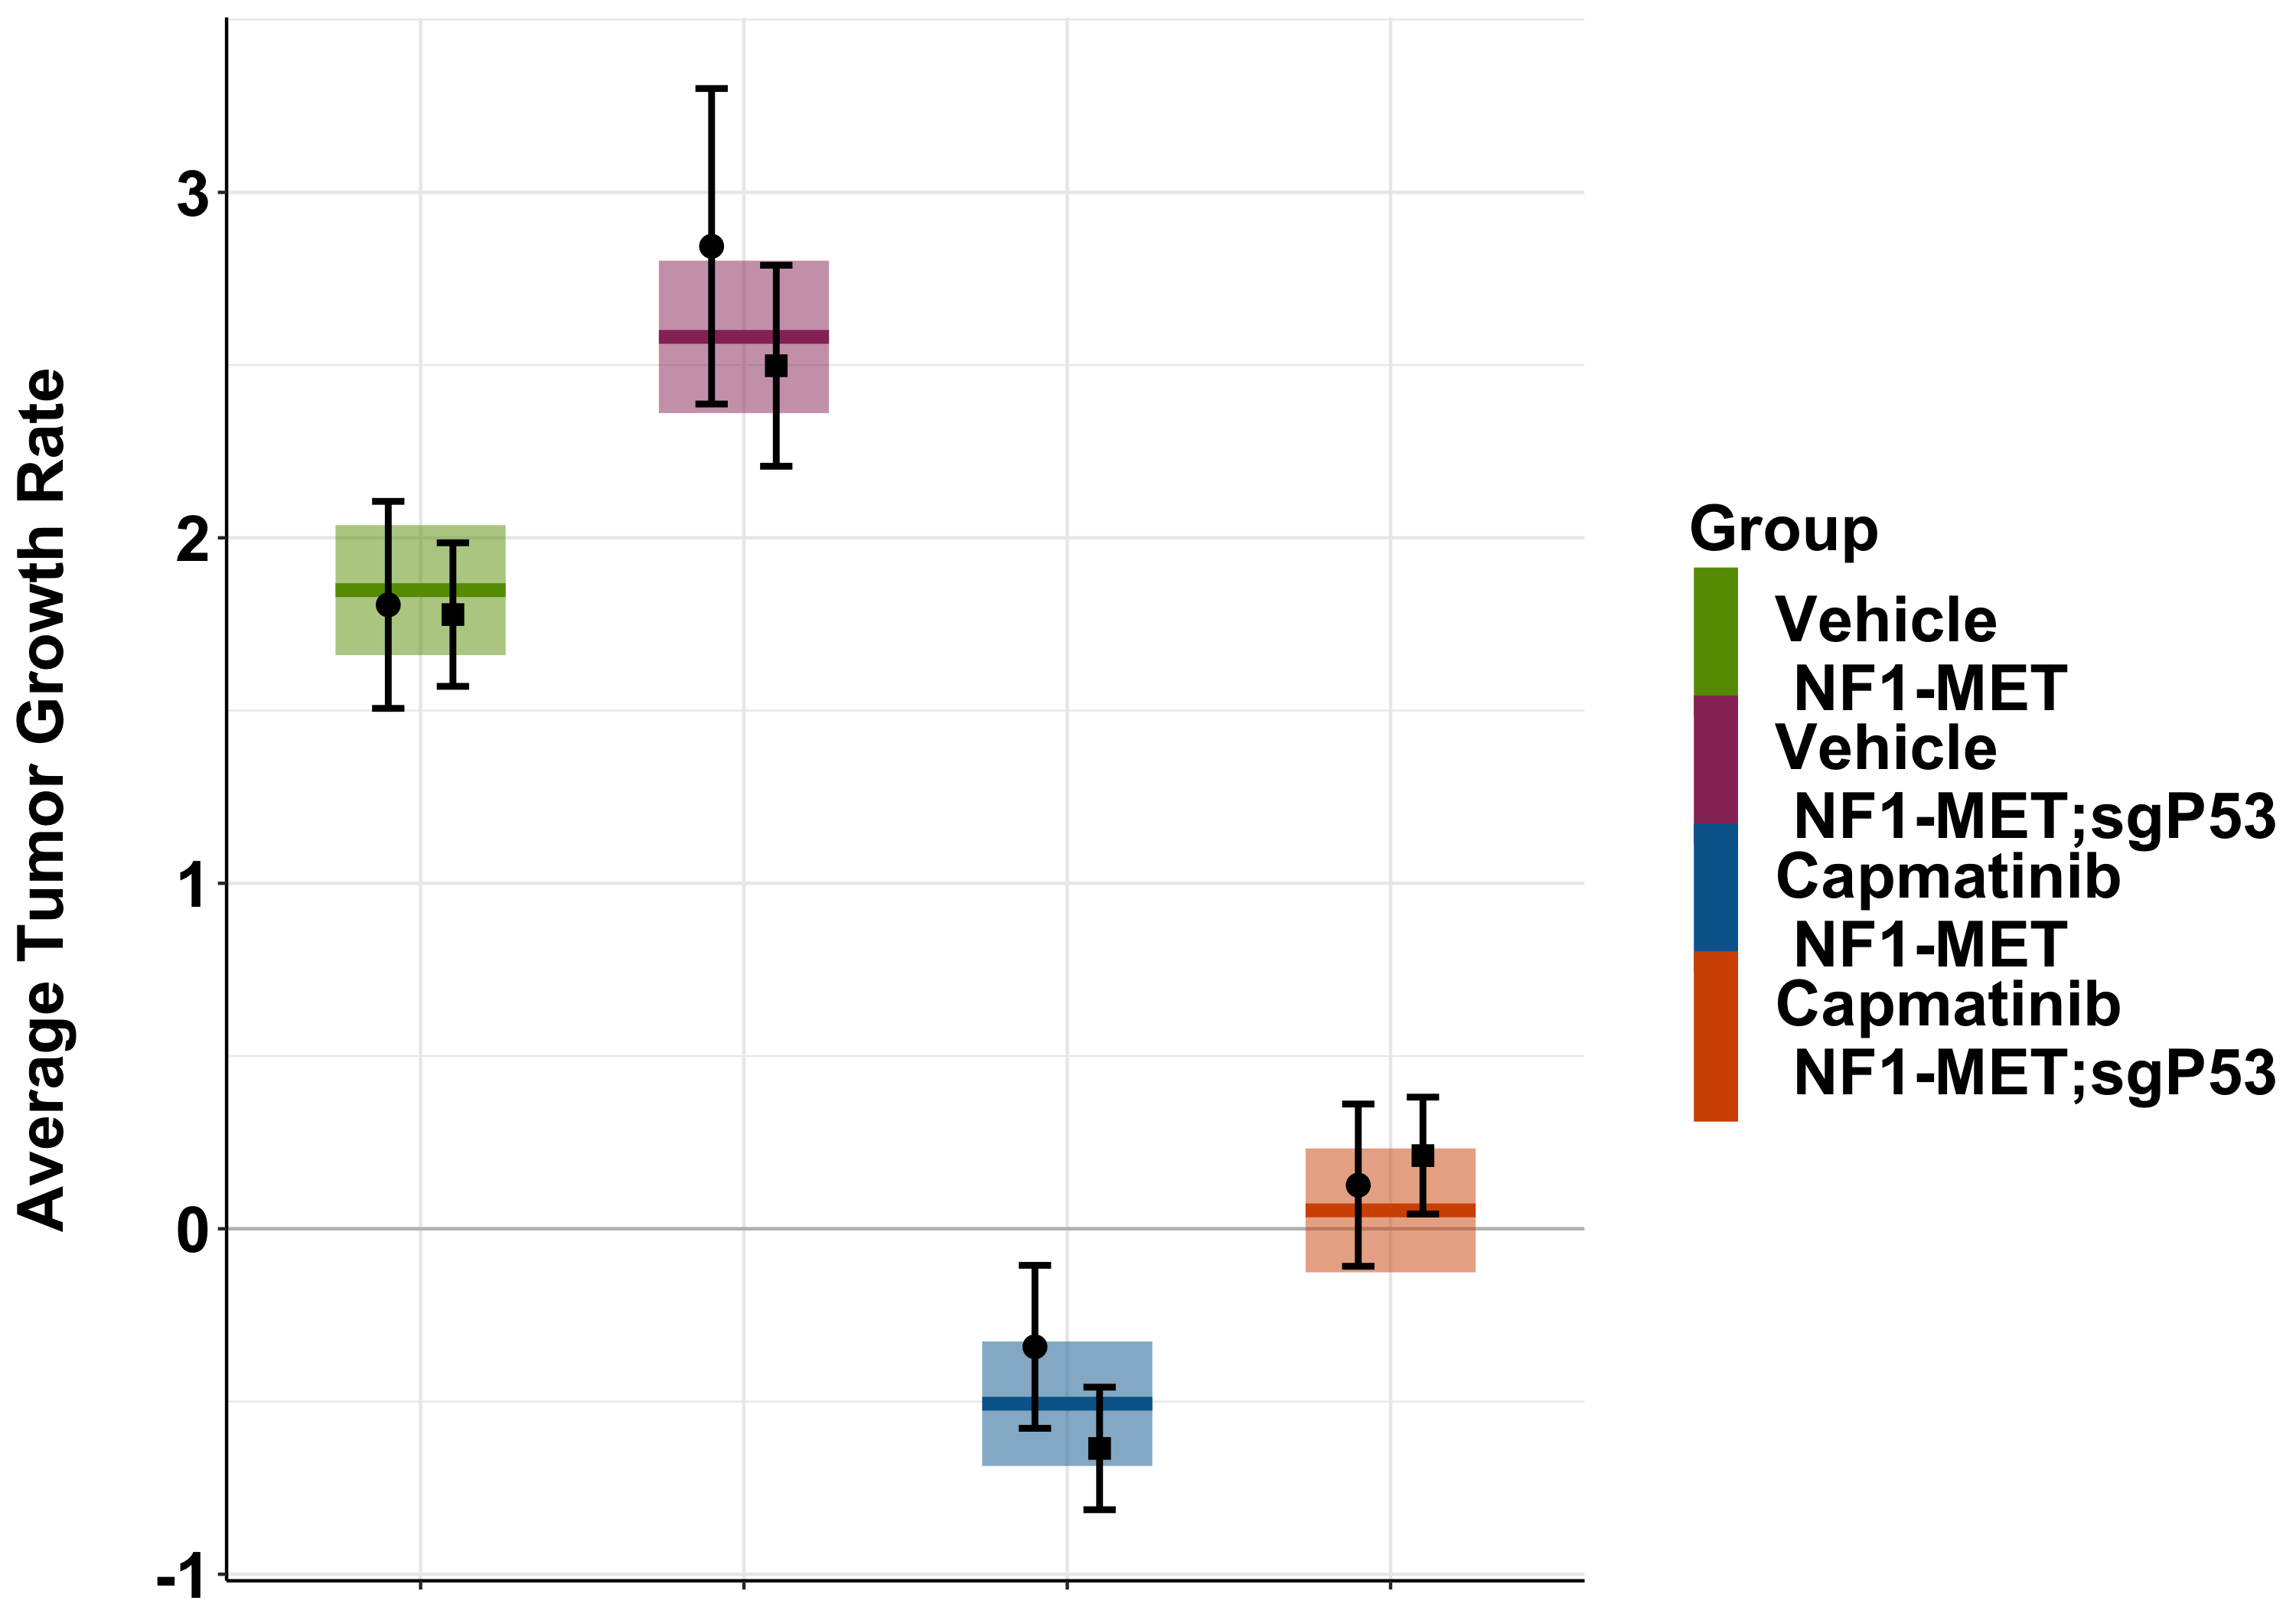 Average Tumor Growth Rate
3
2
1
0
-1
Group
Vehicle
NF1-MET
Vehicle
NF1-MET;sgP53
Capmatinib
NF1-MET
Capmatinib
NF1-MET;sgP53